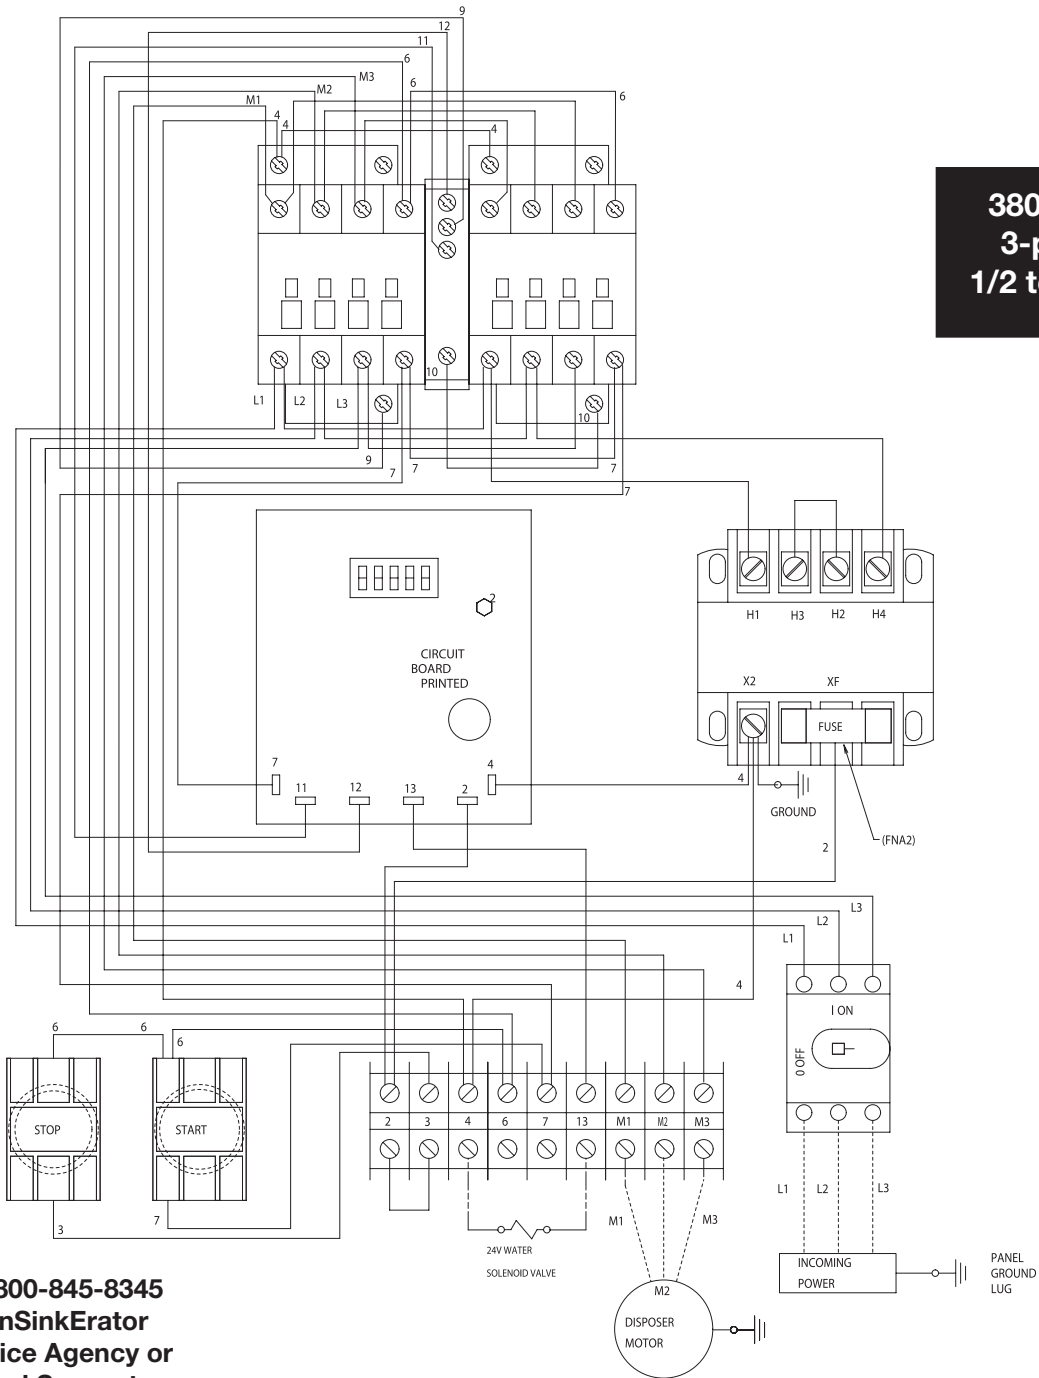 9
12
11
6
M3
6
M2
6
M1
4
4
4
10
L1
L2
L3
10
9
7
7
7
7
380
3-p
1/2 t
2
CIRCUIT
BOARD
PRINTED
H1
H3
H2
H4
X2
XF
FUSE
7
11
12
13
2
4
4
GROUND
(FNA2)
2
L3
L2
L1
4
I ON
0 OFF
6
6
6
STOP
START
3
7
2
3
4
6
7
13
M1
M2
M3
24V WATER
SOLENOID VALVE
M1
M3
M2
DISPOSER
MOTOR
L1
L2
L3
INCOMING
POWER
PANEL
GROUND
LUG
800-845-8345
nSinkErator
ice Agency or